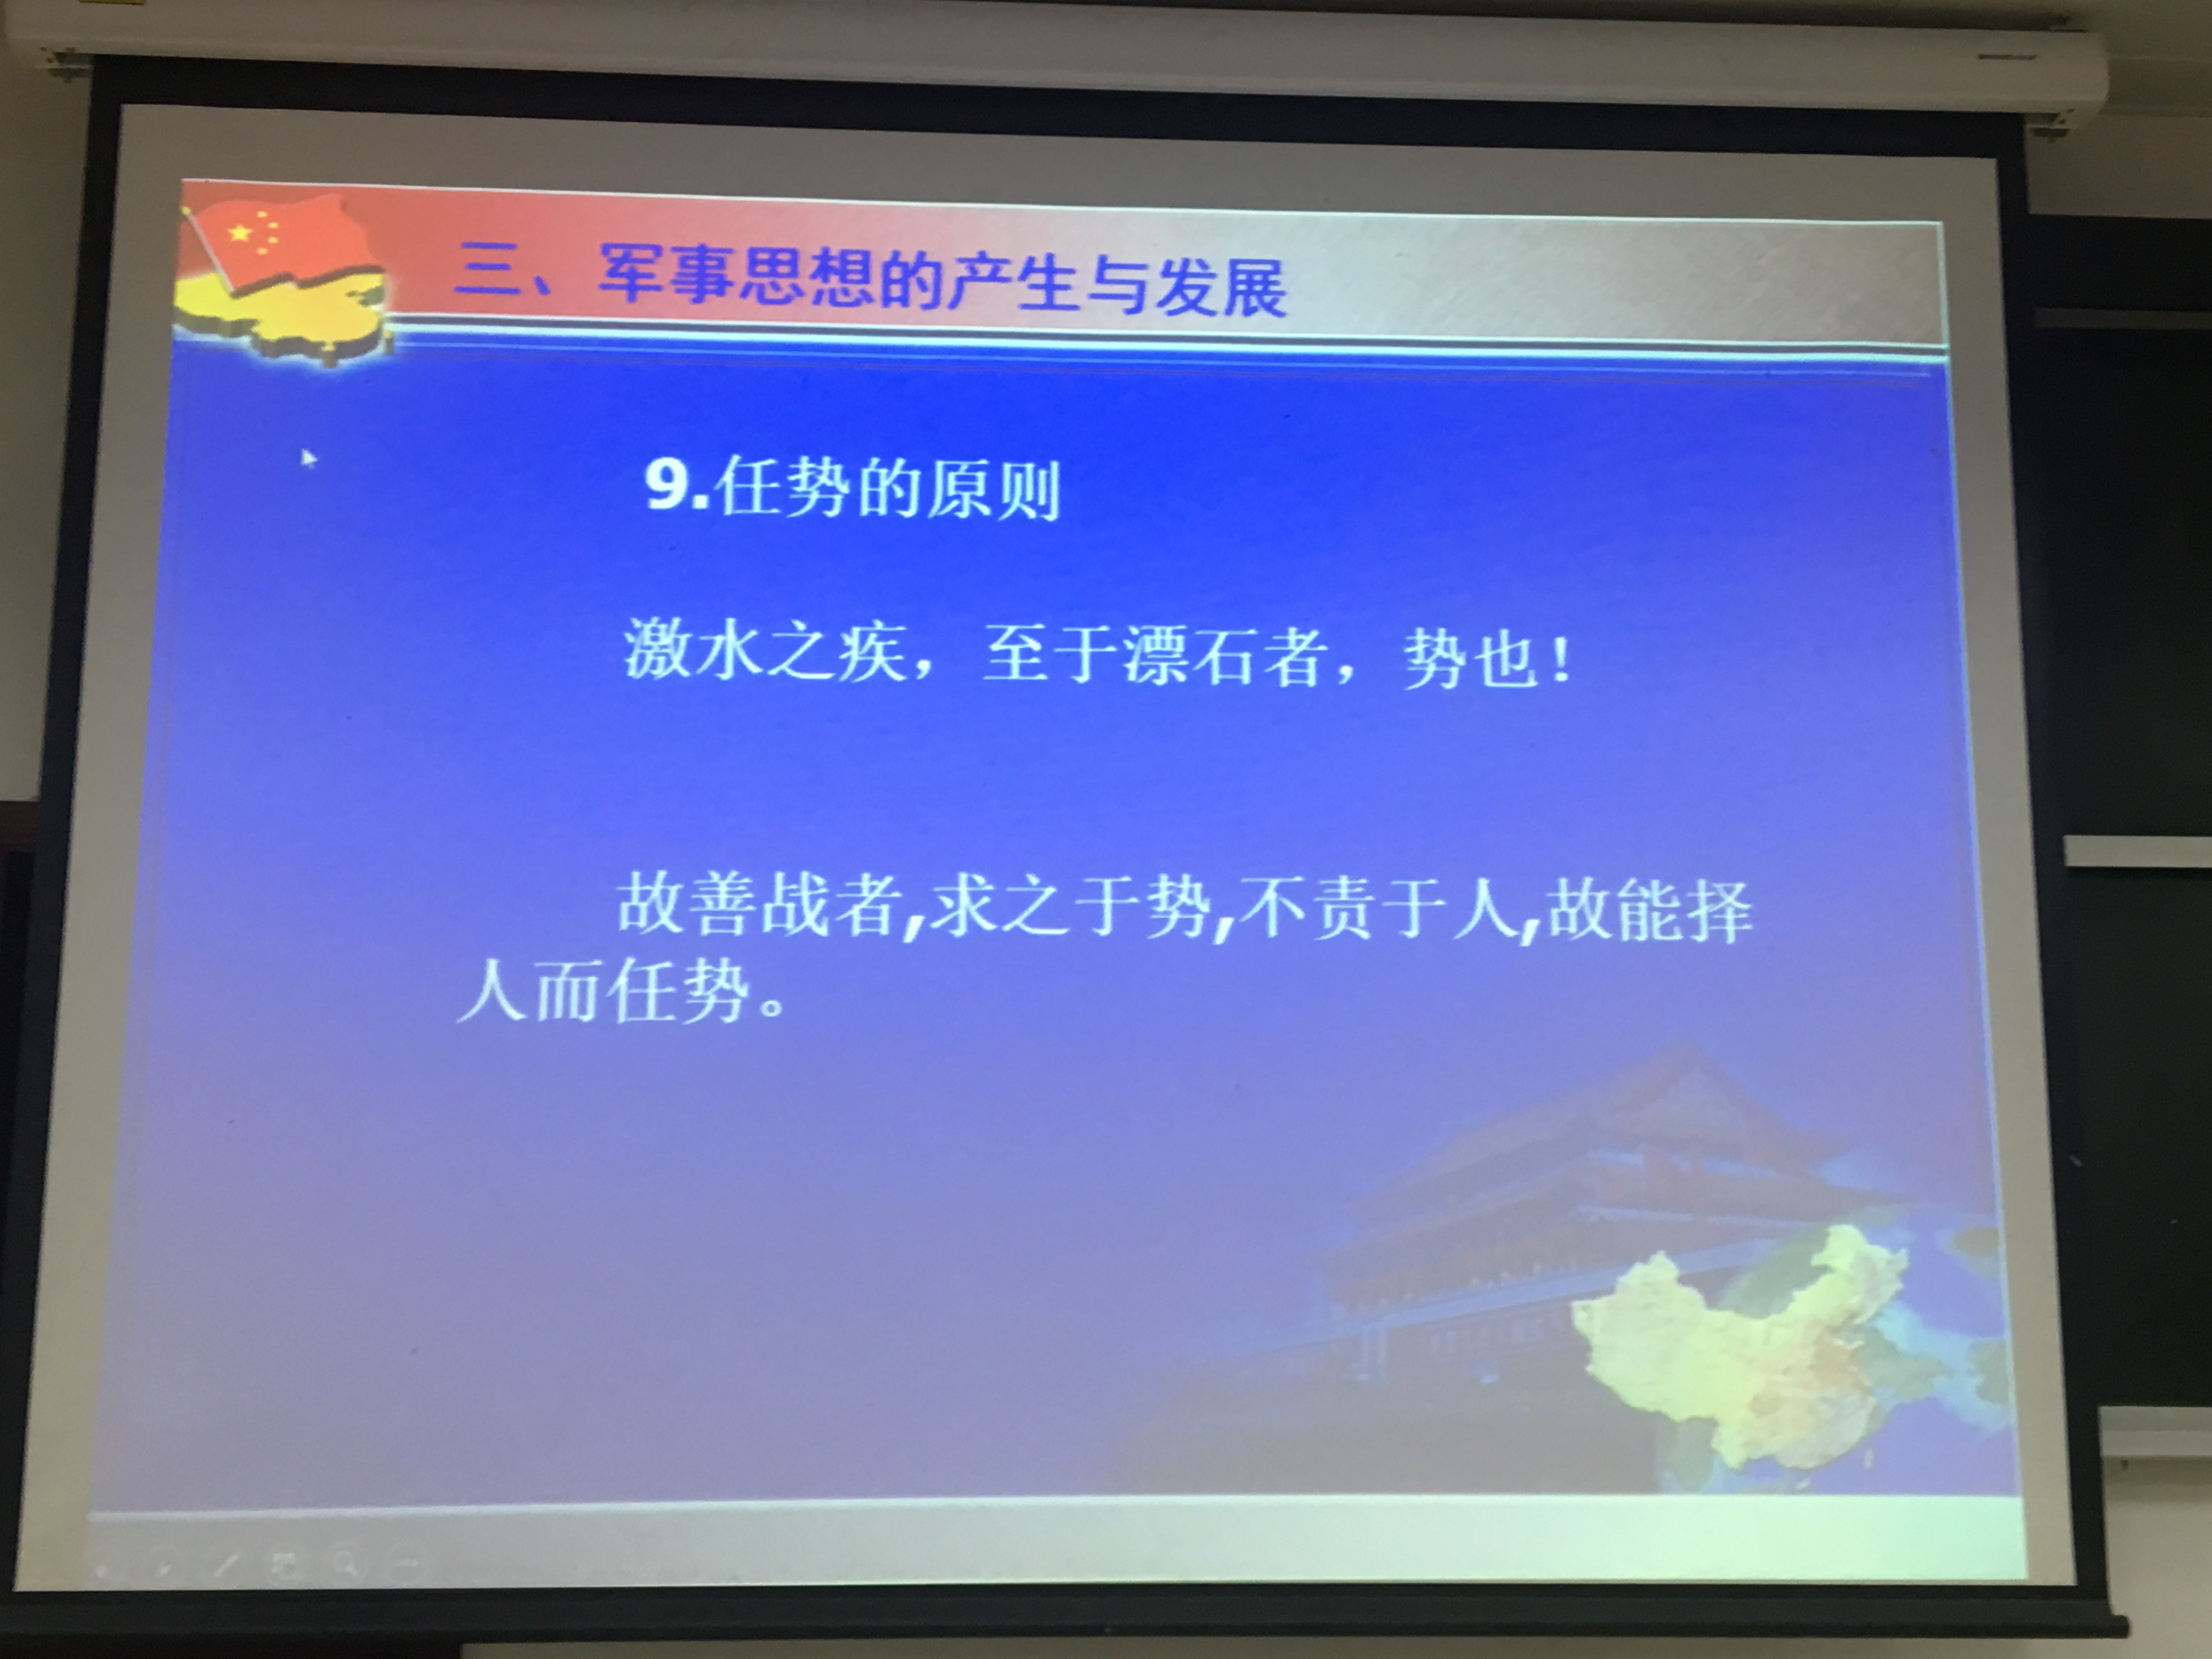 三、军事思想的产生与发展
9.任势的原则
激水之疾，至于漂石者，势也！
故善战者,求之于势,不责于人,故能择
人而任势。